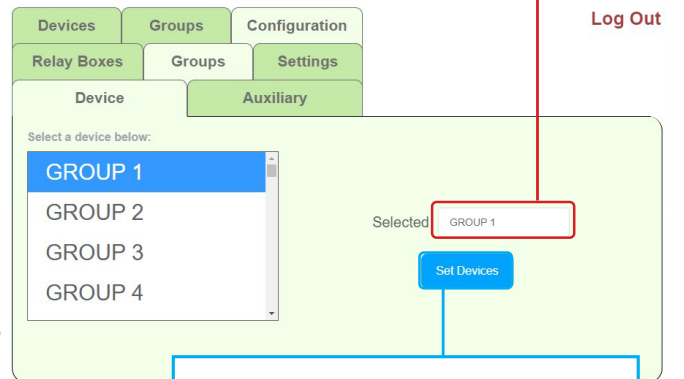 Devices Groups Configuration Log Out
Relay Boxes Groups Settings
Device Auxiliary
Select a device below:
GROUP 1
GROUP 2
GROUP 3
GROUP 4
Selected GROUP 1
Set Devices